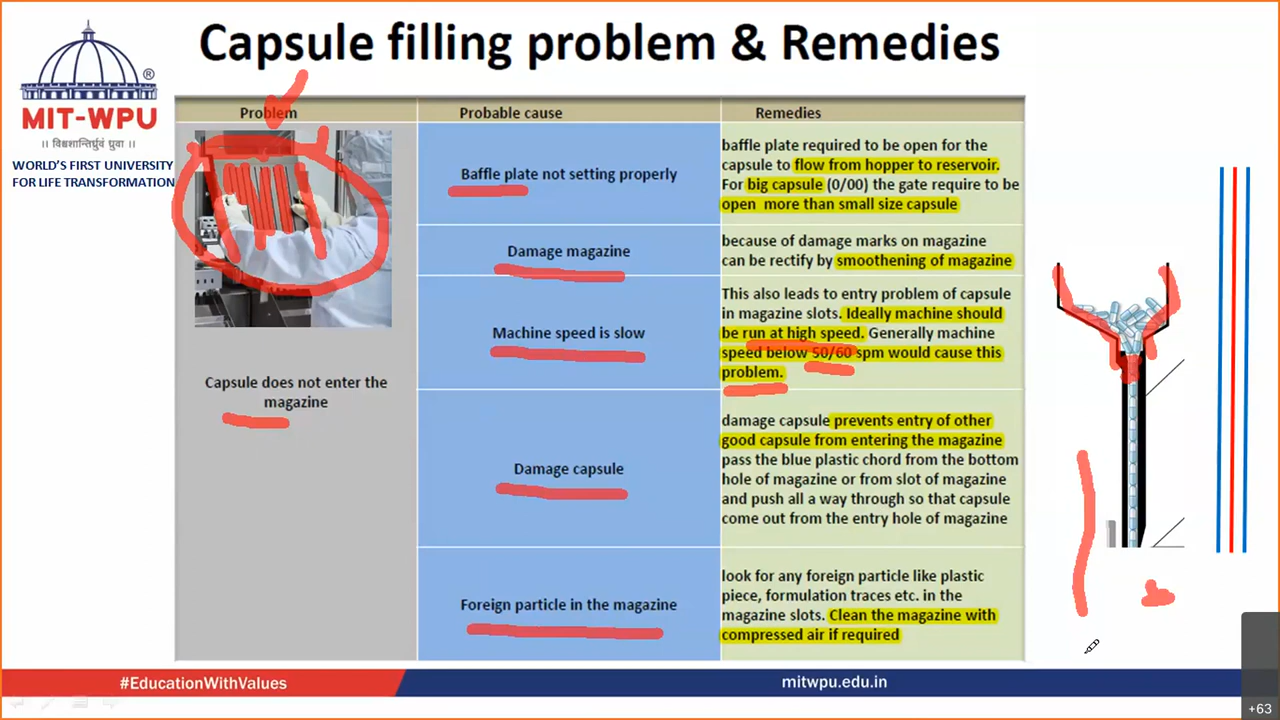 Capsule filling problem & Remedies
®
MIT-WPU
।। विश्वशान्तिर्ध्रुवं ध्रुवा ।।
WORLD'S FIRST UNIVERSITY
FOR LIFE TRANSFORMATION
Problem
Probable cause
Remedies
Capsule does not enter the
magazine
Baffle plate not setting properly
baffle plate required to be open for the
capsule to flow from hopper to reservoir.
For big capsule (0/00) the gate require to be
open more than small size capsule
Damage magazine
because of damage marks on magazine
can be rectify by smoothening of magazine
Machine speed is slow
This also leads to entry problem of capsule
in magazine slots. Ideally machine should
be run at high speed. Generally machine
speed below 50/60 spm would cause this
problem.
Damage capsule
damage capsule prevents entry of other
good capsule from entering the magazine
pass the blue plastic chord from the bottom
hole of magazine or from slot of magazine
and push all a way through so that capsule
come out from the entry hole of magazine
Foreign particle in the magazine
look for any foreign particle like plastic
piece, formulation traces etc. in the
magazine slots. Clean the magazine with
compressed air if required
#EducationWithValues
mitwpu.edu.in
+63